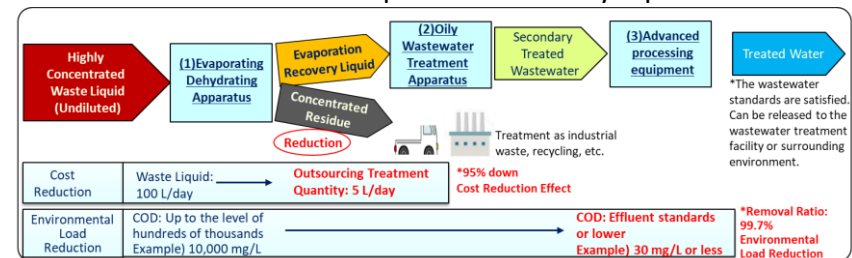 Highly
Concentrated
Waste Liquid
(Undiluted)
(1)Evaporating
Dehydrating
Apparatus
Evaporation
Recovery Liquid
Concentrated
Residue
Reduction
(2)Oily
Wastewater
Treatment
Apparatus
Secondary
Treated
Wastewater
(3)Advanced
processing
equipment
Treated Water
*The wastewater
standards are satisfied.
Can be released to the
wastewater treatment
facility or surrounding
environment.
Treatment as industrial
waste, recycling, etc.
Cost
Reduction
Waste Liquid:
100 L/day
Outsourcing Treatment
Quantity: 5 L/day
*95% down
Cost Reduction Effect
Environmental
Load
Reduction
COD: Up to the level of
hundreds of thousands
Example) 10,000 mg/L
COD: Effluent standards
or lower
Example) 30 mg/L or less
*Removal Ratio:
99.7%
Environmental
Load Reduction